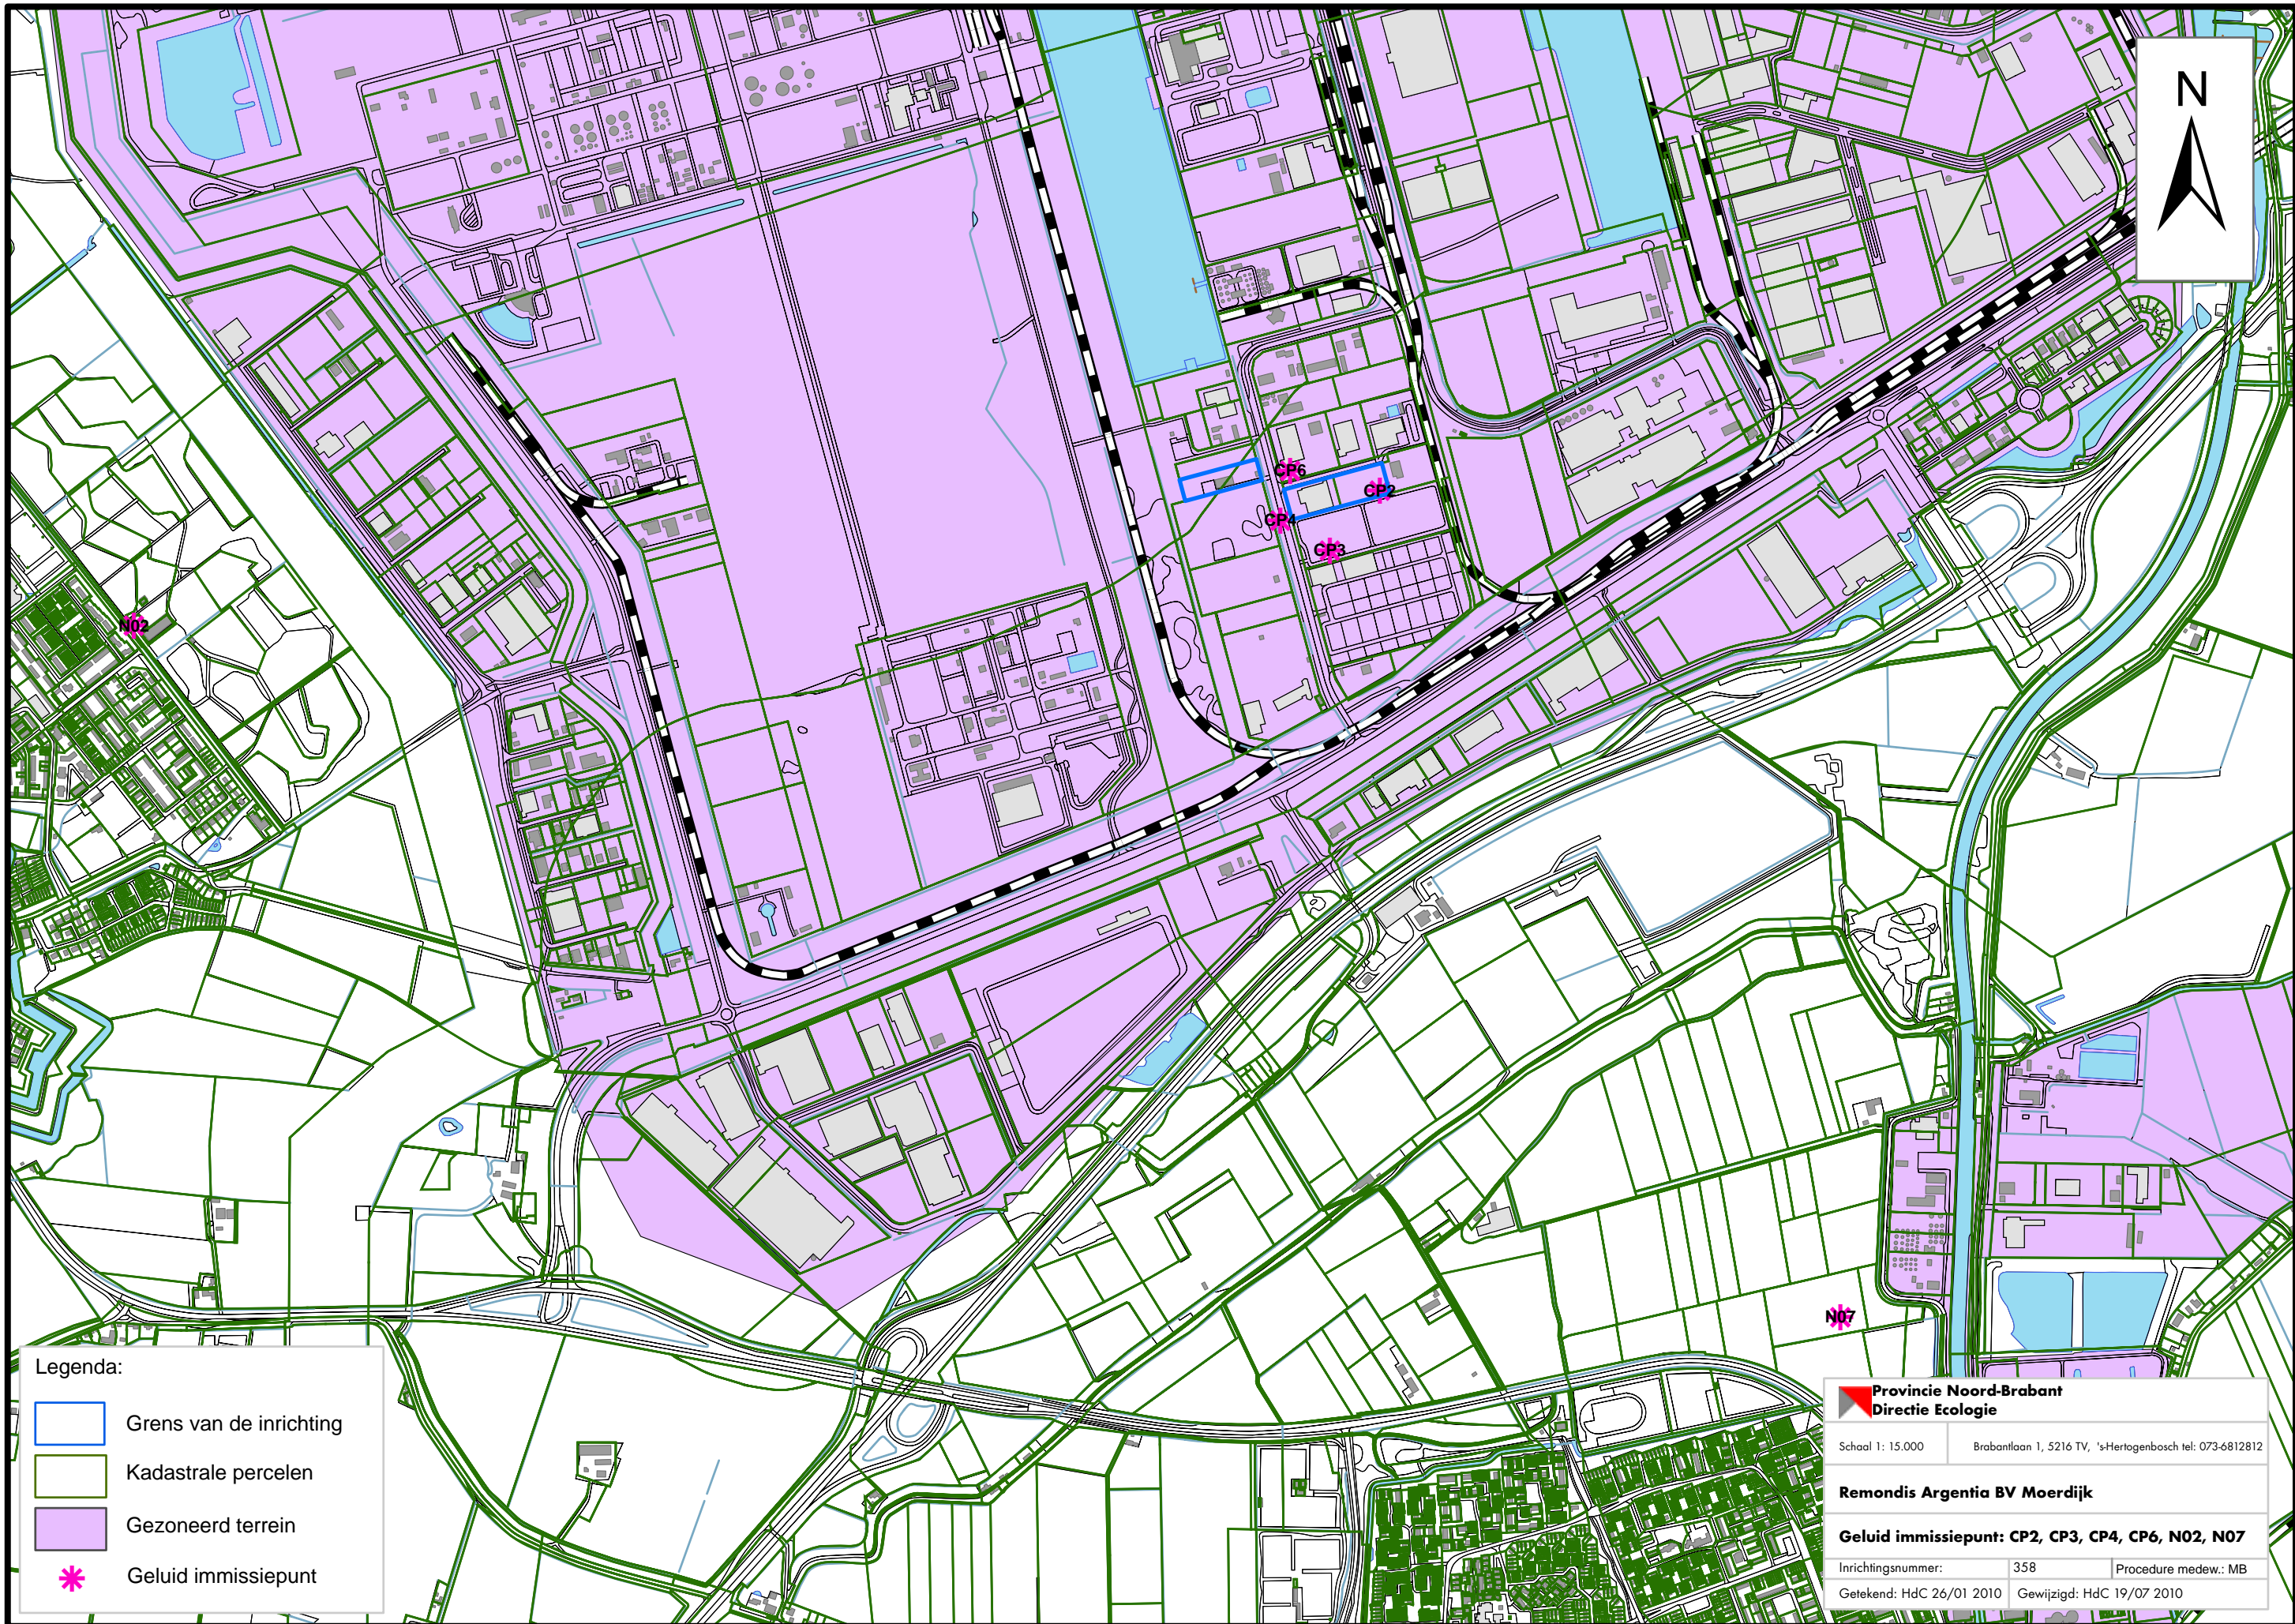 N
CP6
CP2
CP4
CP3
N02
N07
Legenda:
Grens van de inrichting
Kadastrale percelen
Gezoneerd terrein
Geluid immissiepunt
Provincie Noord-Brabant
Directie Ecologie
Schaal 1: 15.000
Brabantlaan 1, 5216 TV, 's-Hertogenbosch tel: 073-6812812
Remondis Argentia BV Moerdijk
Geluid immissiepunt: CP2, CP3, CP4, CP6, N02, N07
Inrichtingsnummer: 358 Procedure medew.: MB
Getekend: HdC 26/01 2010 Gewijzigd: HdC 19/07 2010